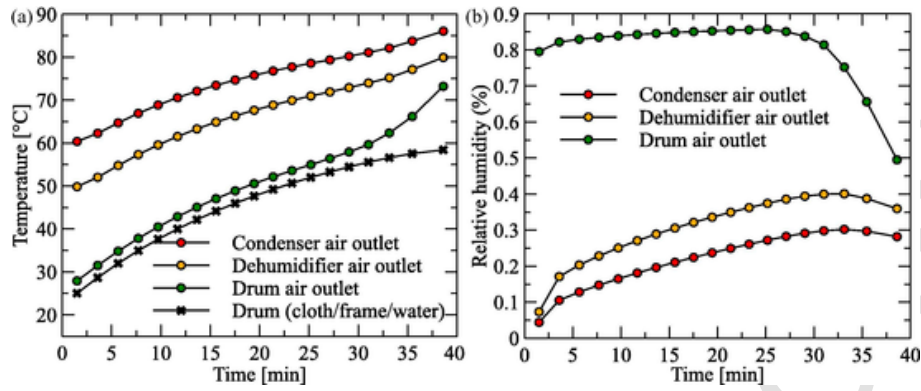 (a)
90
80
70
60
50
40
30
20
Temperature [°C]
Condenser air outlet
Dehumidifier air outlet
Drum air outlet
Drum (cloth/frame/water)
0 5 10 15 20 25 30 35 40
Time [min]
(b)
0.9
0.8
0.7
0.6
0.5
0.4
0.3
0.2
0.1
0
Relative humidity (%)
Condenser air outlet
Dehumidifier air outlet
Drum air outlet
0 5 10 15 20 25 30 35 40
Time [min]